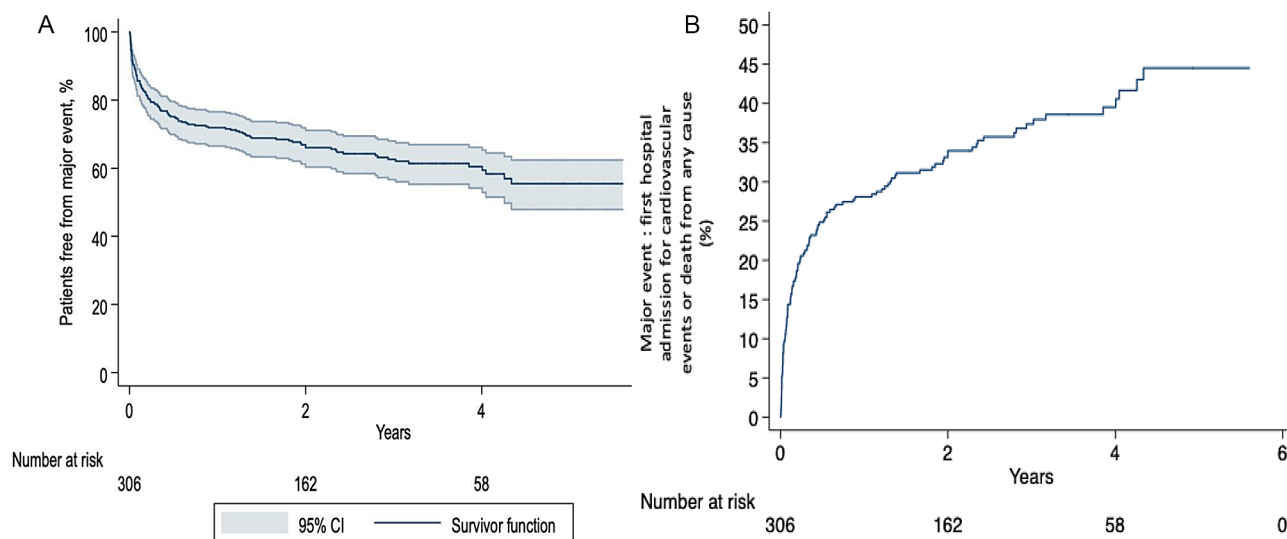 A
Patients free from major event, %
100
80
60
40
20
0
0 2 4
Years
Number at risk
306 162 58
95% CI Survivor function
B
Major event : first hospital
admission for cardiovascular
events or death from any cause
(%)
50
45
40
35
30
25
20
15
10
5
0
0 2 4 6
Years
Number at risk
306 162 58 0